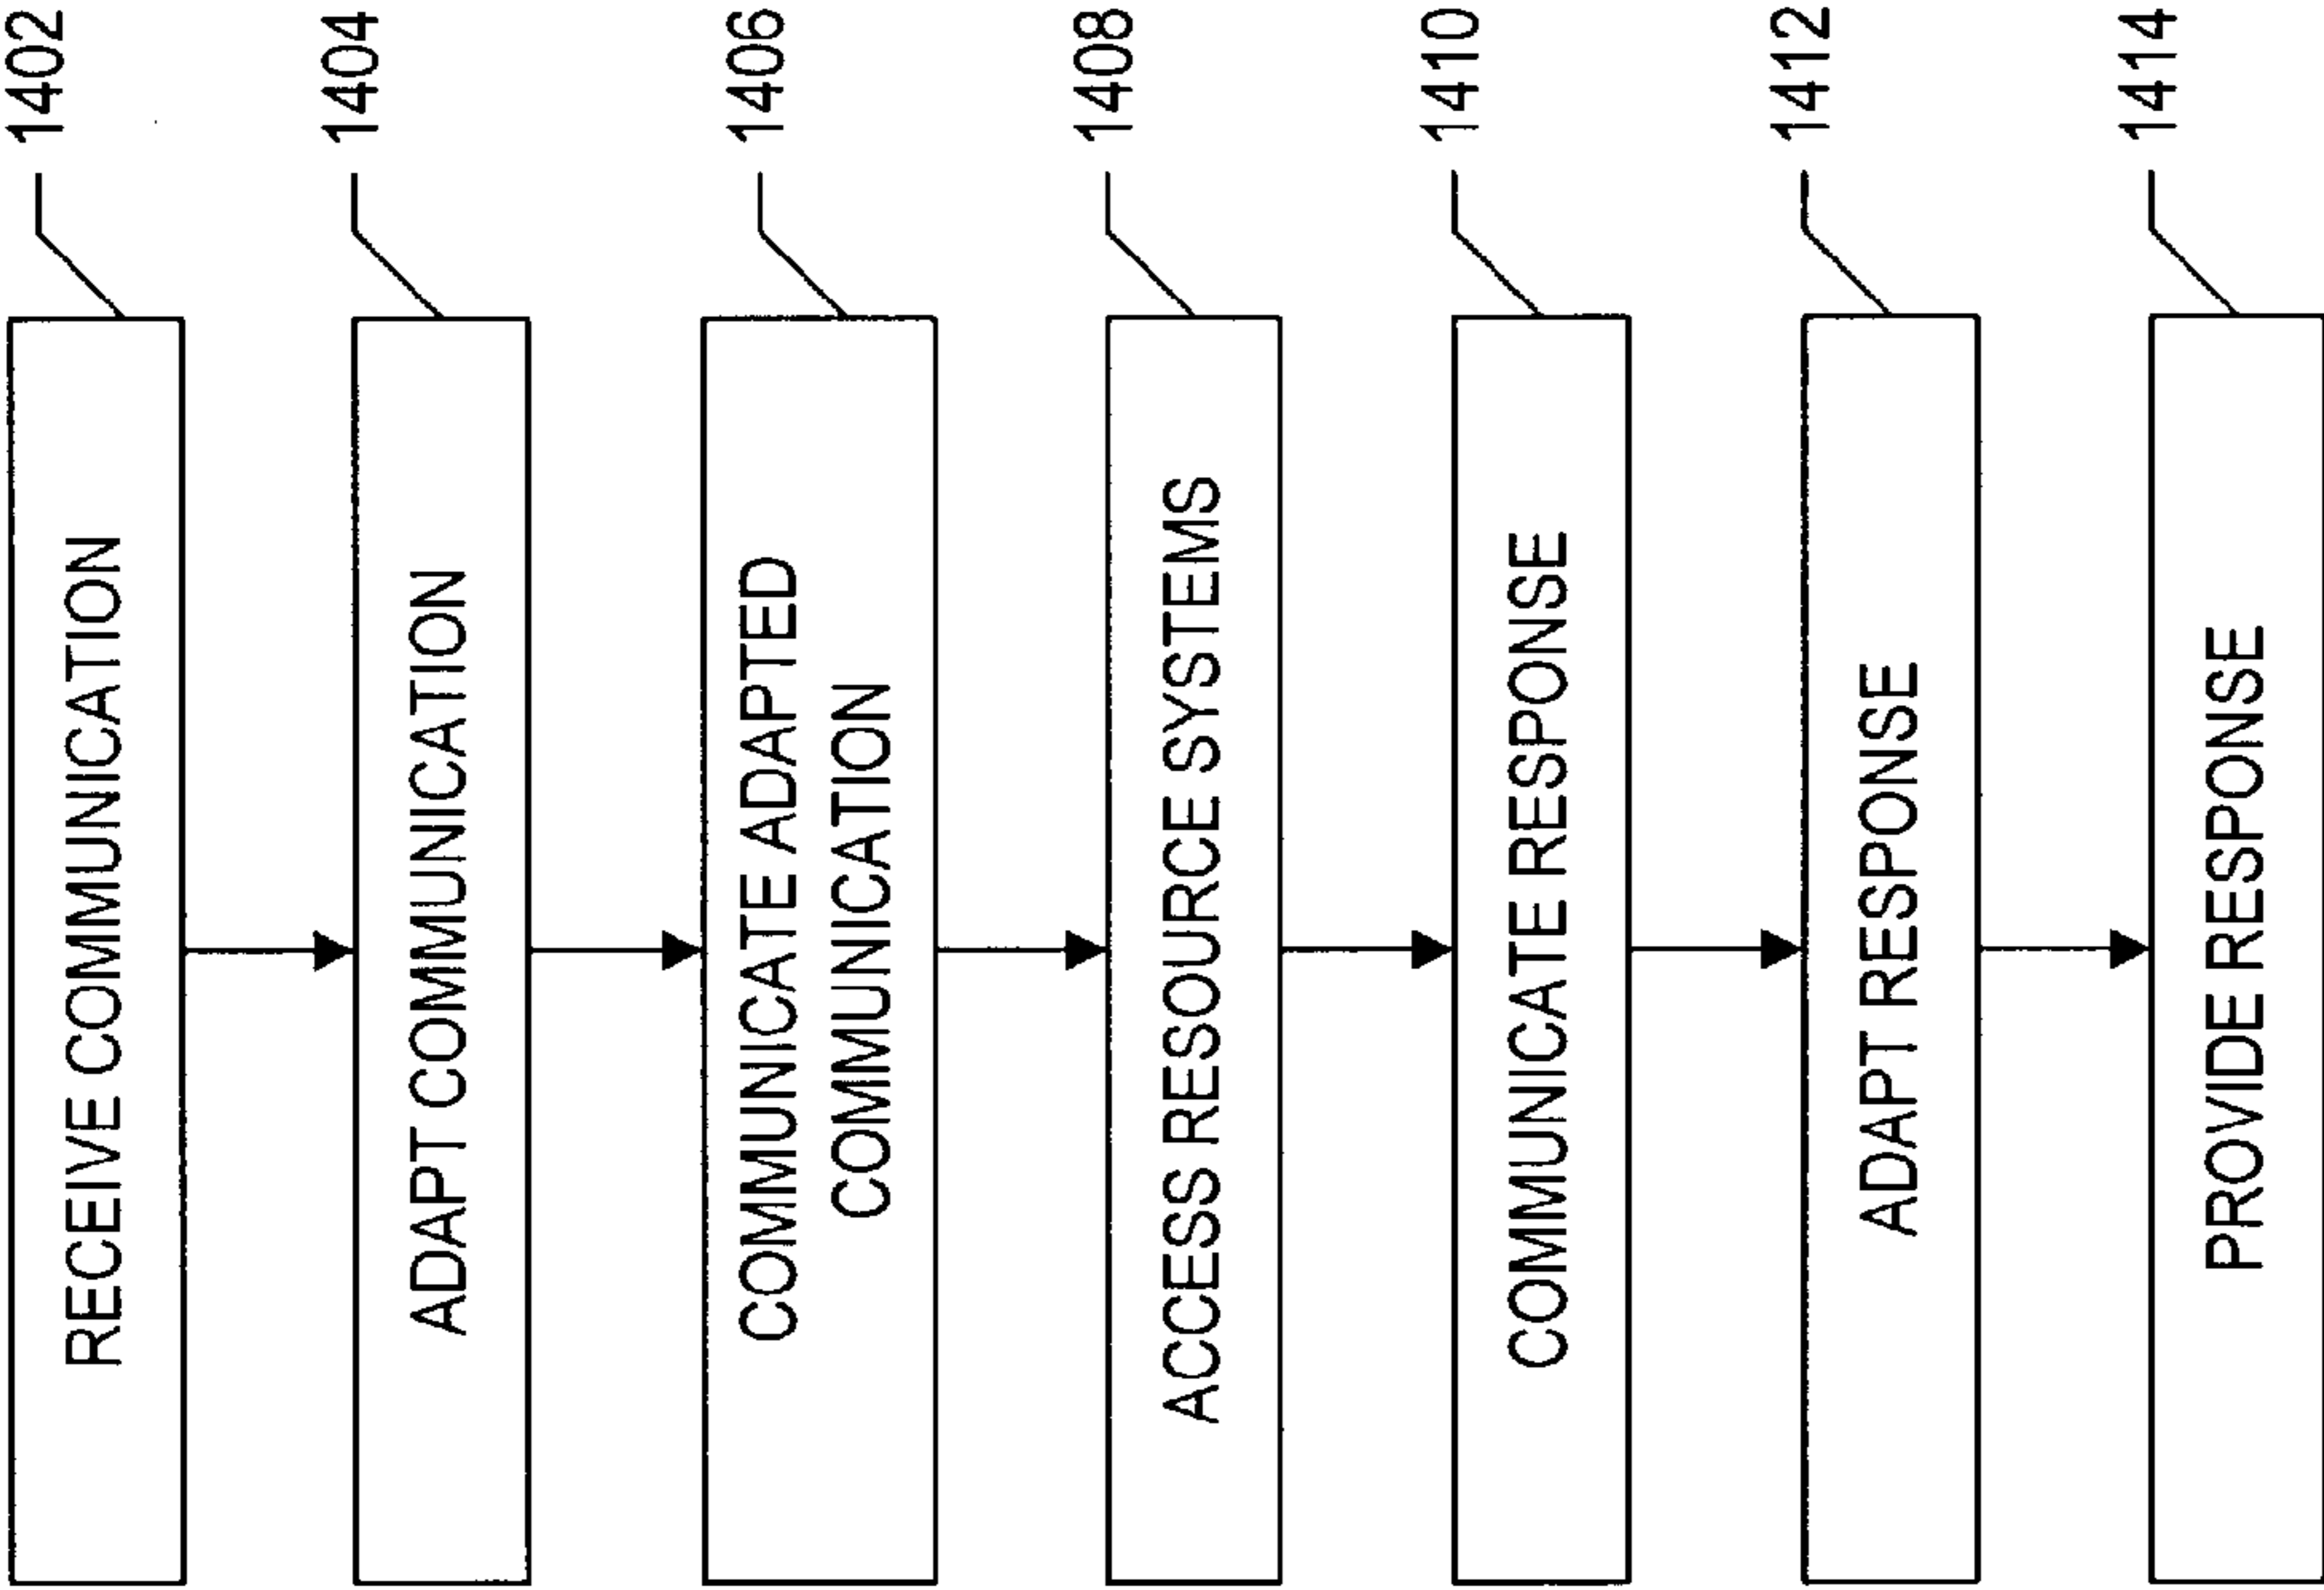 RECEIVE COMMUNICATION
1402
ADAPT COMMUNICATION
1404
COMMUNICATE ADAPTED
COMMUNICATION
1406
ACCESS RESOURCE SYSTEMS
1408
COMMUNICATE RESPONSE
1410
ADAPT RESPONSE
1412
PROVIDE RESPONSE
1414